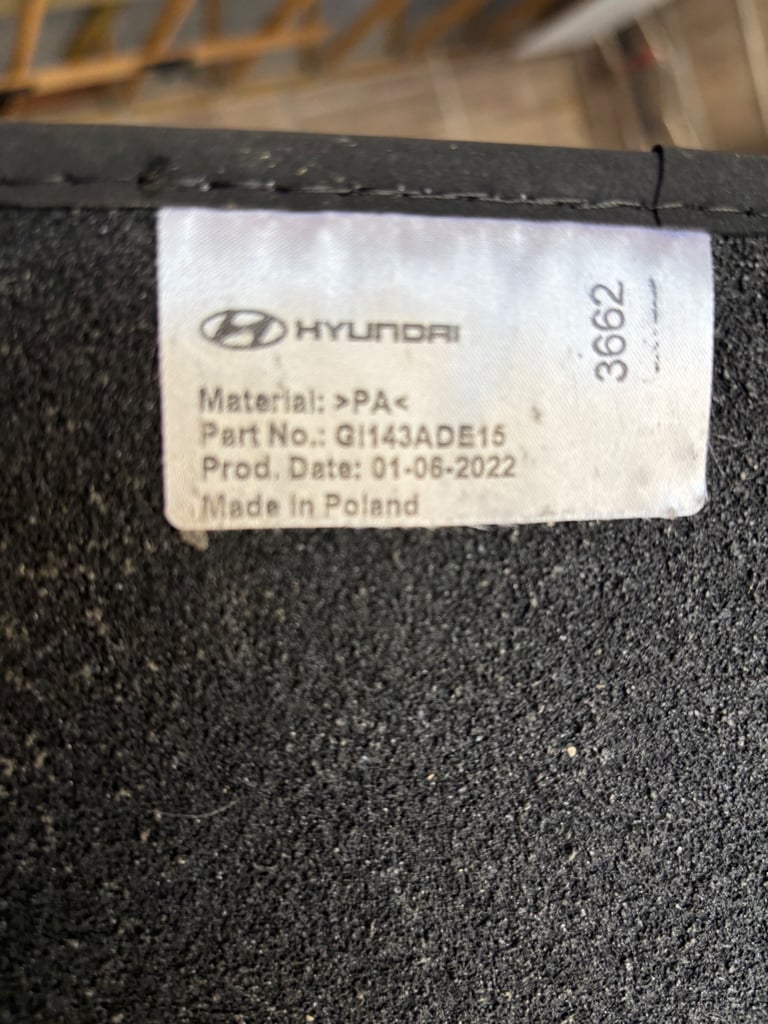 HYUNDAI
Material: >PA<
Part No.: GI143ADE15
Prod. Date: 01-06-2022
Made in Poland
3662